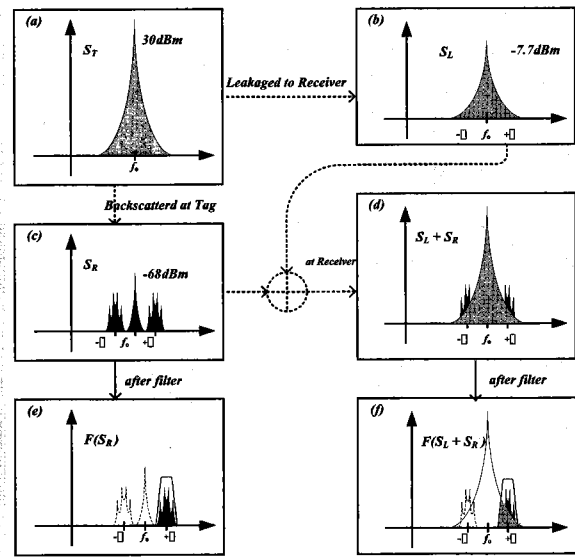 (a)
30dBm
S_T
f_o
Leakaged to Receiver
(b)
S_L
-7.7dBm
-▯ f_o +▯
Backscatterd at Tag
(c)
S_R
-68dBm
-▯ f_o +▯
at Receiver
(d)
S_L + S_R
-▯ f_o +▯
after filter
after filter
(e)
F(S_R)
-▯ f_o +▯
(f)
F(S_L + S_R)
-▯ f_o +▯